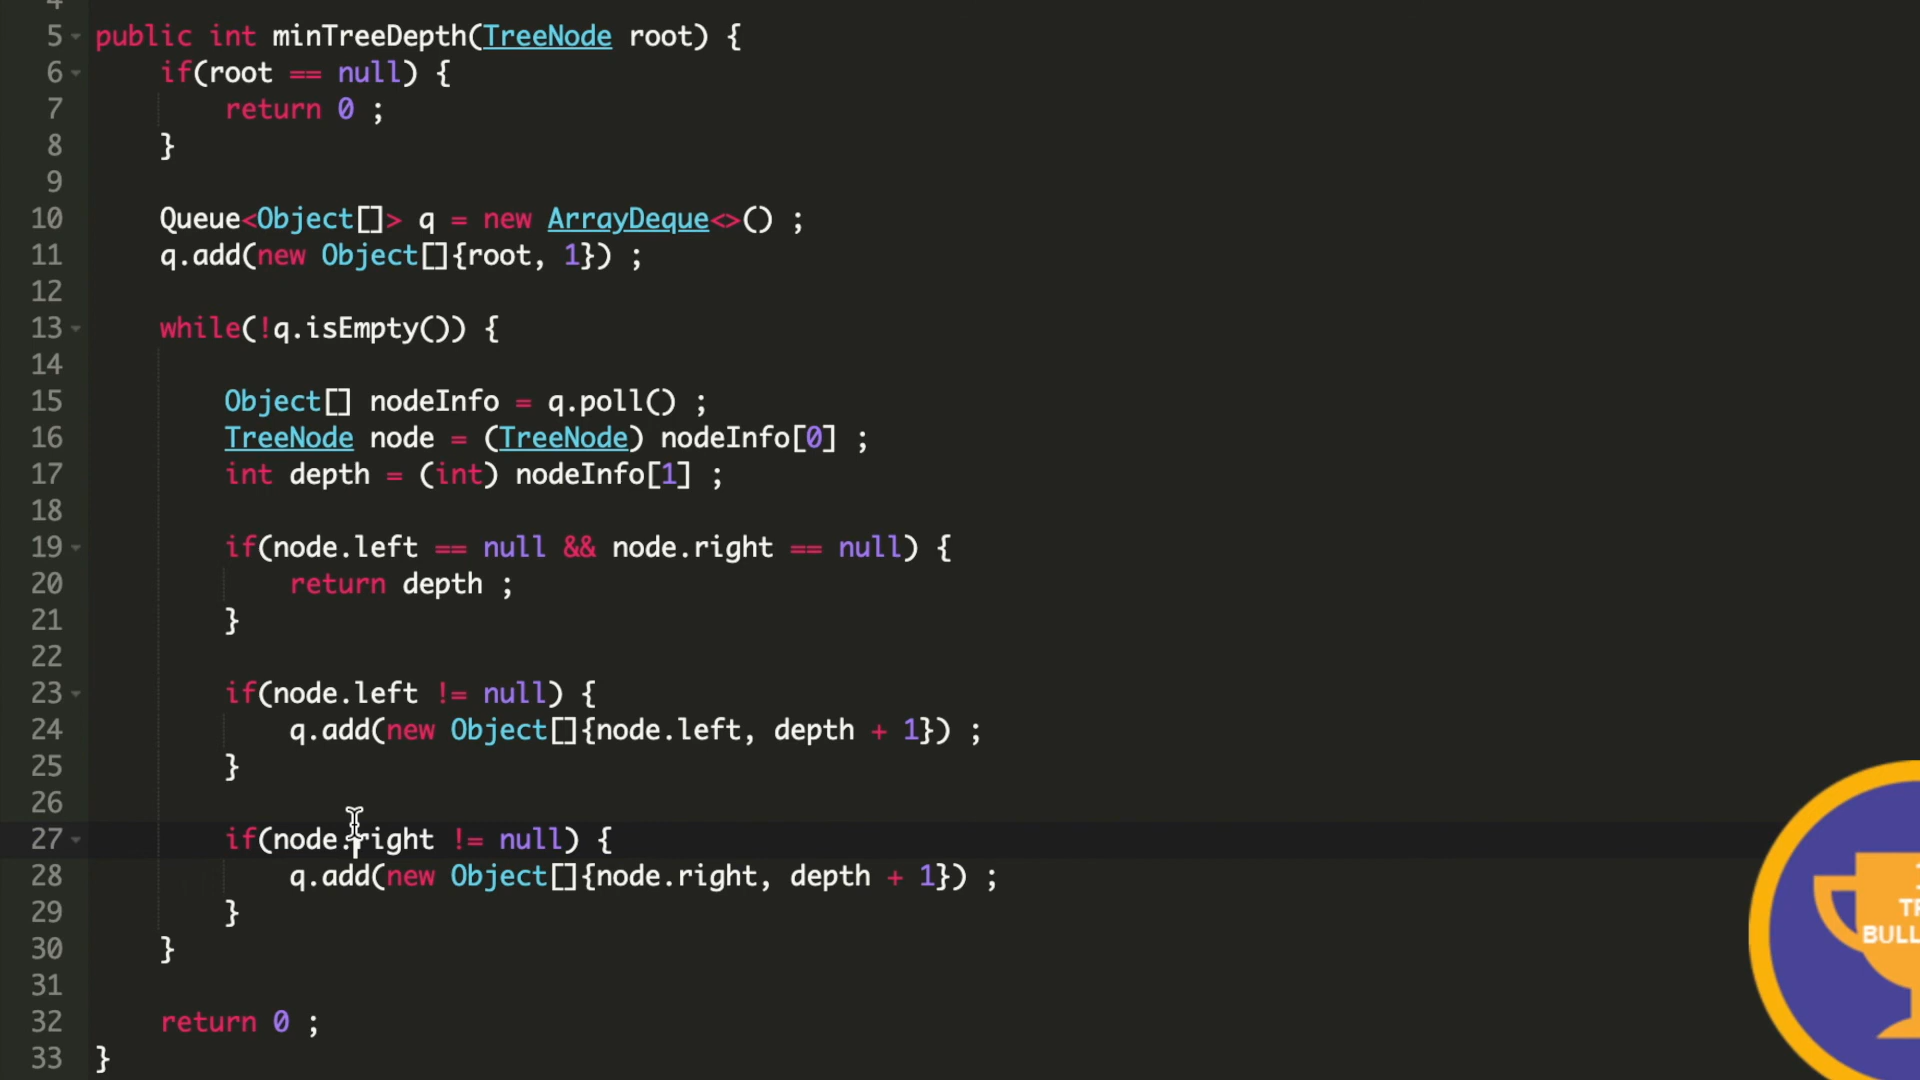 4
5 public int minTreeDepth(TreeNode root) {
6 if(root == null) {
7 return 0 ;
8 }
9
10 Queue<Object[]> q = new ArrayDeque<>() ;
11 q.add(new Object[]{root, 1}) ;
12
13 while(!q.isEmpty()) {
14
15 Object[] nodeInfo = q.poll() ;
16 TreeNode node = (TreeNode) nodeInfo[0] ;
17 int depth = (int) nodeInfo[1] ;
18
19 if(node.left == null && node.right == null) {
20 return depth ;
21 }
22
23 if(node.left != null) {
24 q.add(new Object[]{node.left, depth + 1}) ;
25 }
26
27 if(node.right != null) {
28 q.add(new Object[]{node.right, depth + 1}) ;
29 }
30 }
31
32 return 0 ;
33 }